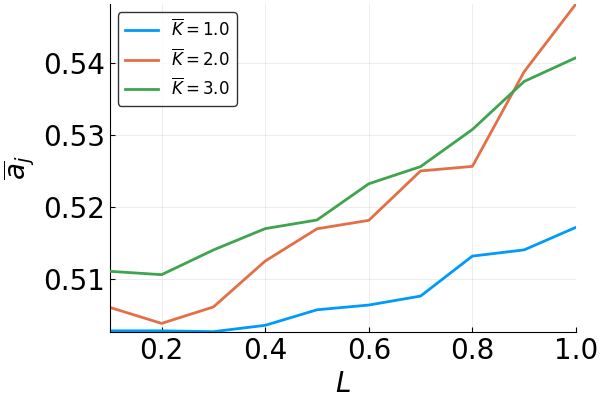 K̅ = 1.0
K̅ = 2.0
K̅ = 3.0
0.54
0.53
0.52
0.51
a̅ⱼ
0.2 0.4 0.6 0.8 1.0
L